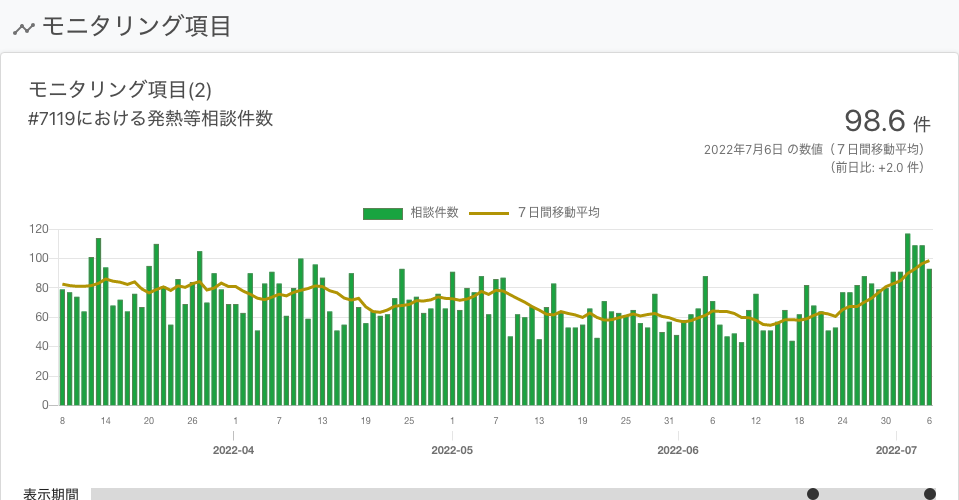 モニタリング項目
モニタリング項目(2)
#7119における発熱等相談件数
98.6 件
2022年7月6日 の数値（７日間移動平均）
（前日比: +2.0 件）
相談件数 ７日間移動平均
120
100
80
60
40
20
0
8 14 20 26 1 7 13 19 25 1 7 13 19 25 31 6 12 18 24 30 6
2022-04 2022-05 2022-06 2022-07
表示期間